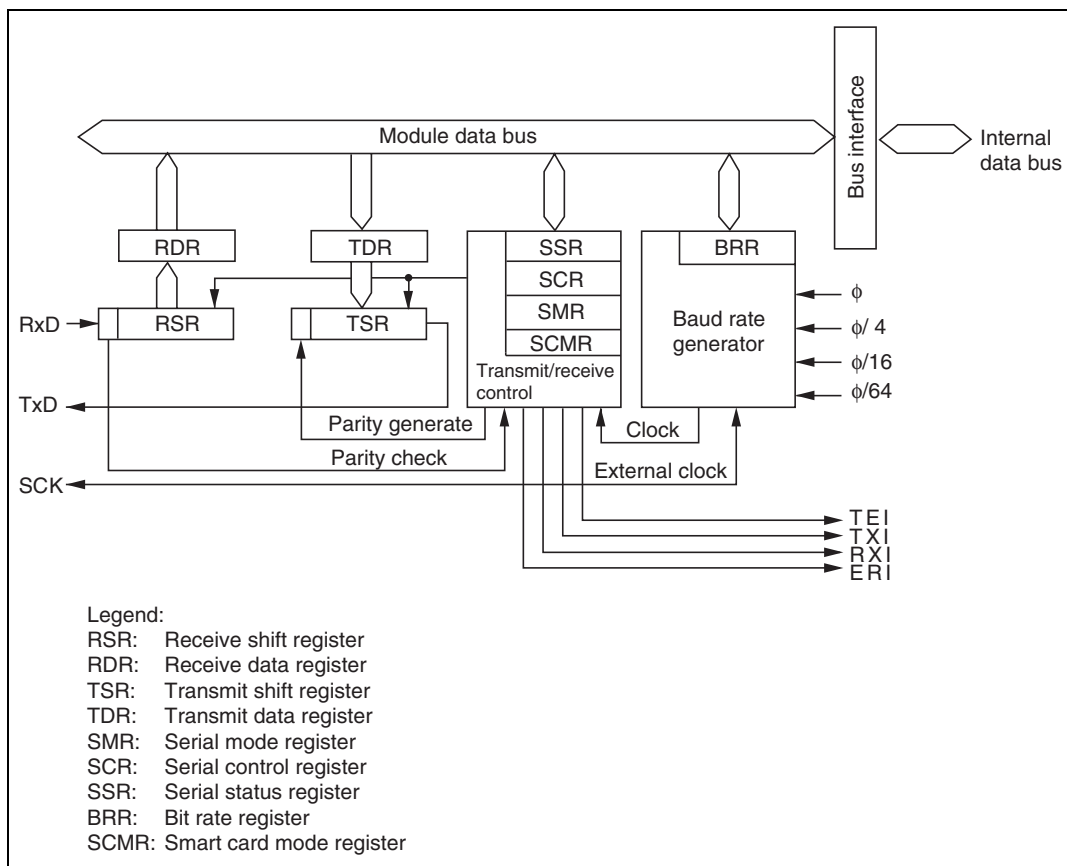 Module data bus
Bus interface
Internal
data bus
RDR
TDR
SSR
BRR
SCR
SMR
SCMR
Transmit/receive
control
Baud rate
generator
φ
φ/ 4
φ/16
φ/64
RxD
RSR
TSR
TxD
Parity generate
Clock
Parity check
External clock
SCK
TEI
TXI
RXI
ERI
Legend:
RSR: Receive shift register
RDR: Receive data register
TSR: Transmit shift register
TDR: Transmit data register
SMR: Serial mode register
SCR: Serial control register
SSR: Serial status register
BRR: Bit rate register
SCMR: Smart card mode register